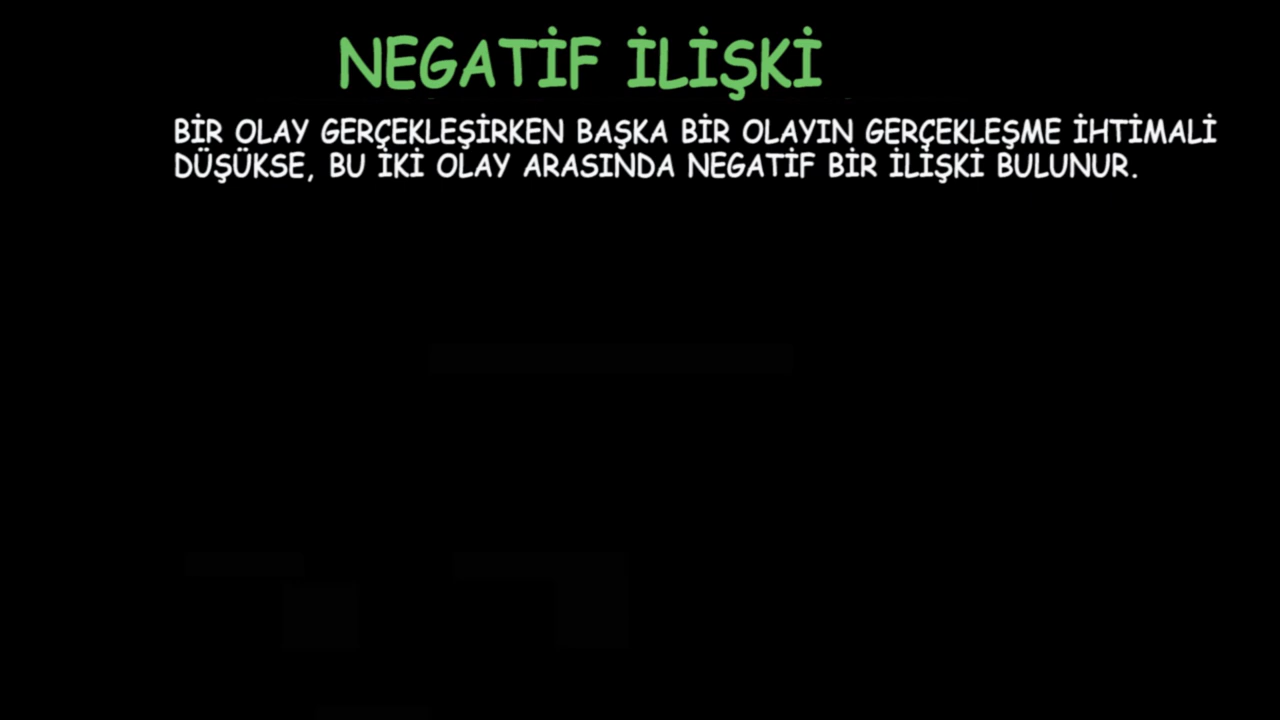 NEGATİF İLİŞKİ
BİR OLAY GERÇEKLEŞİRKEN BAŞKA BİR OLAYIN GERÇEKLEŞME İHTİMALİ
DÜŞÜKSE, BU İKİ OLAY ARASINDA NEGATİF BİR İLİŞKİ BULUNUR.